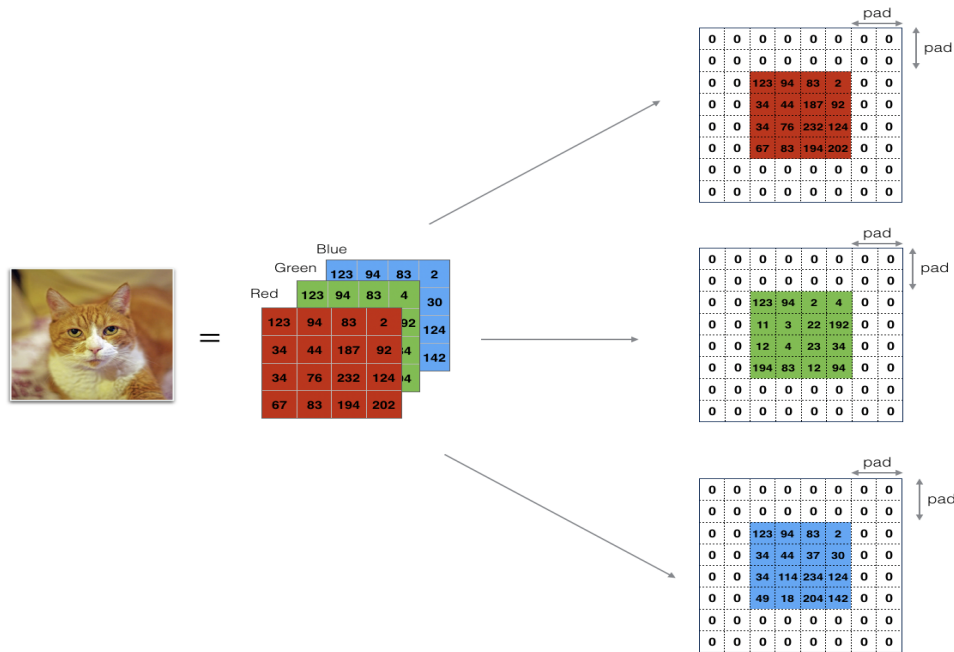 pad
0 0 0 0 0 0 0 0
pad
0 0 0 0 0 0 0 0
0 0 123 94 83 2 0 0
0 0 34 44 187 92 0 0
0 0 34 76 232 124 0 0
0 0 67 83 194 202 0 0
0 0 0 0 0 0 0 0
0 0 0 0 0 0 0 0
Blue
123 94 83 2
30
124
142
Green
123 94 83 4
92
34
94
Red
123 94 83 2
34 44 187 92
34 76 232 124
67 83 194 202
=
pad
0 0 0 0 0 0 0 0
pad
0 0 0 0 0 0 0 0
0 0 123 94 2 4 0 0
0 0 11 3 22 192 0 0
0 0 12 4 23 34 0 0
0 0 194 83 12 94 0 0
0 0 0 0 0 0 0 0
0 0 0 0 0 0 0 0
pad
0 0 0 0 0 0 0 0
pad
0 0 0 0 0 0 0 0
0 0 123 94 83 2 0 0
0 0 34 44 37 30 0 0
0 0 34 114 234 124 0 0
0 0 49 18 204 142 0 0
0 0 0 0 0 0 0 0
0 0 0 0 0 0 0 0